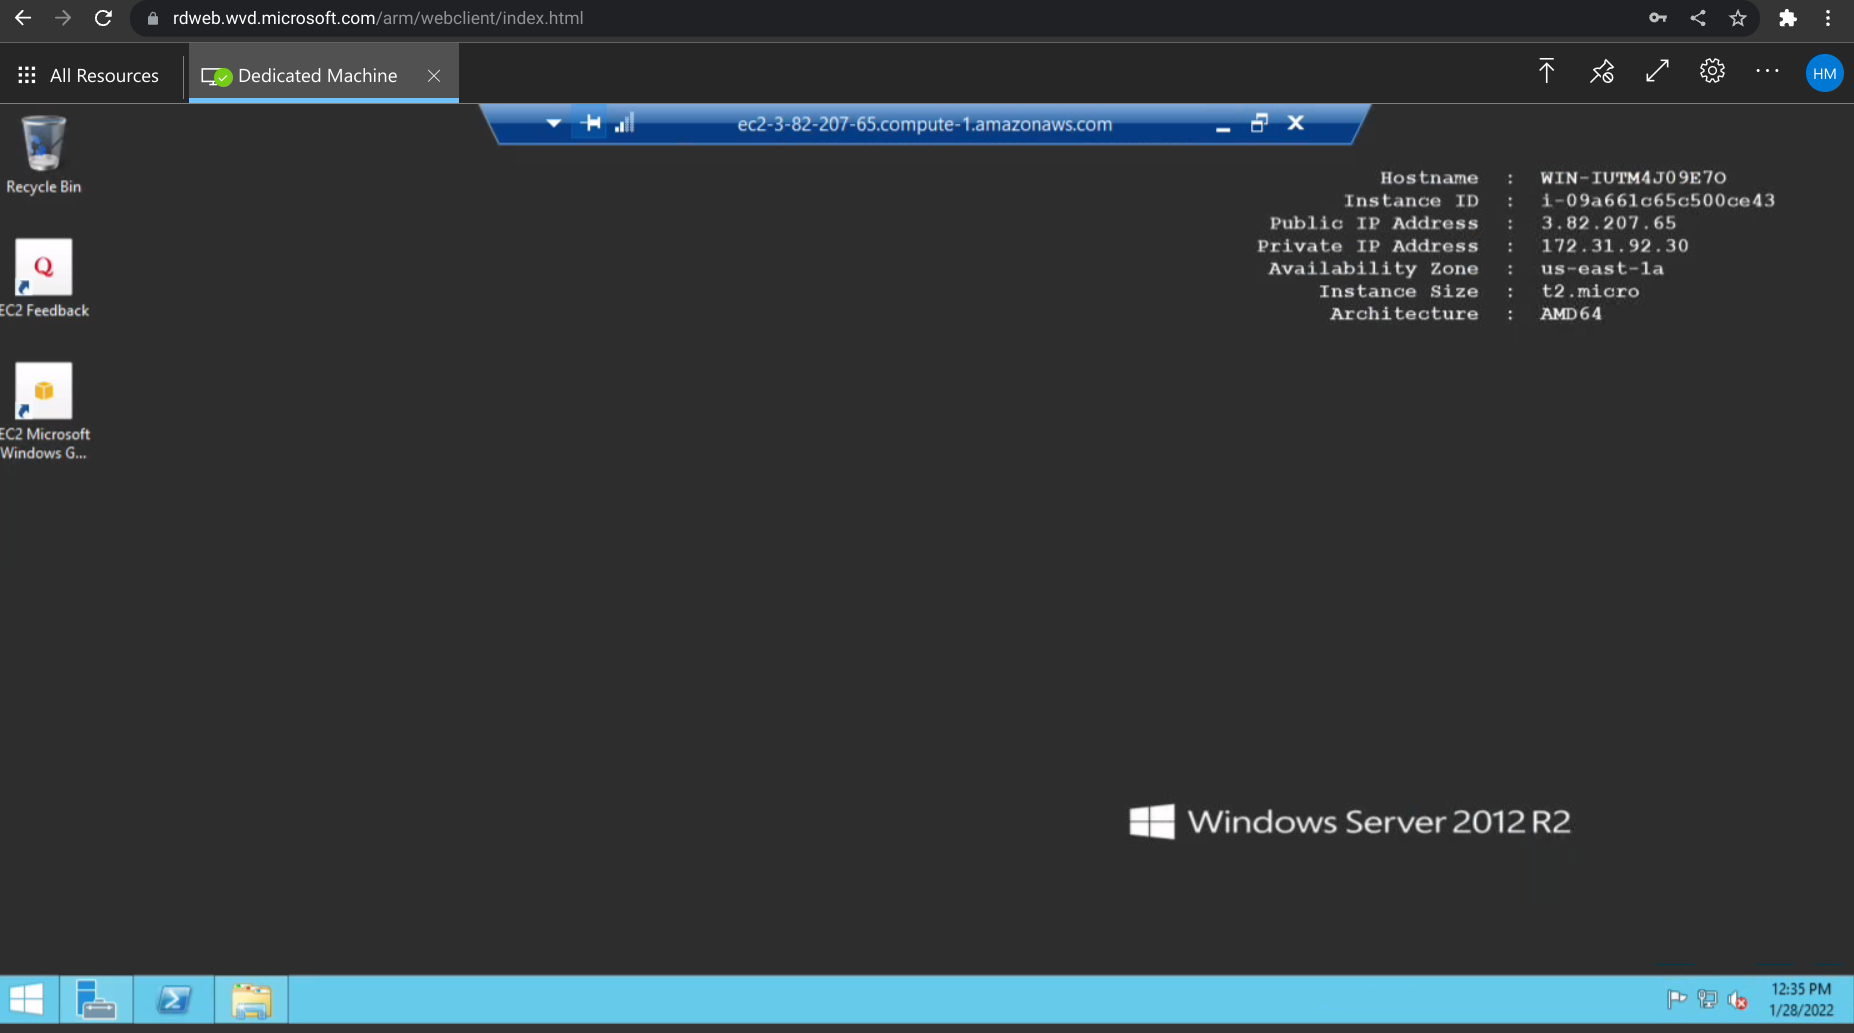 rdweb.wvd.microsoft.com/arm/webclient/index.html
All Resources
Dedicated Machine
HM
ec2-3-82-207-65.compute-1.amazonaws.com
Recycle Bin
Hostname : WIN-IUTM4J09E7O
Instance ID : i-09a661c65c500ce43
Public IP Address : 3.82.207.65
Private IP Address : 172.31.92.30
Availability Zone : us-east-1a
Instance Size : t2.micro
Architecture : AMD64
Q
EC2 Feedback
EC2 Microsoft
Windows G...
Windows Server 2012 R2
12:35 PM
1/28/2022